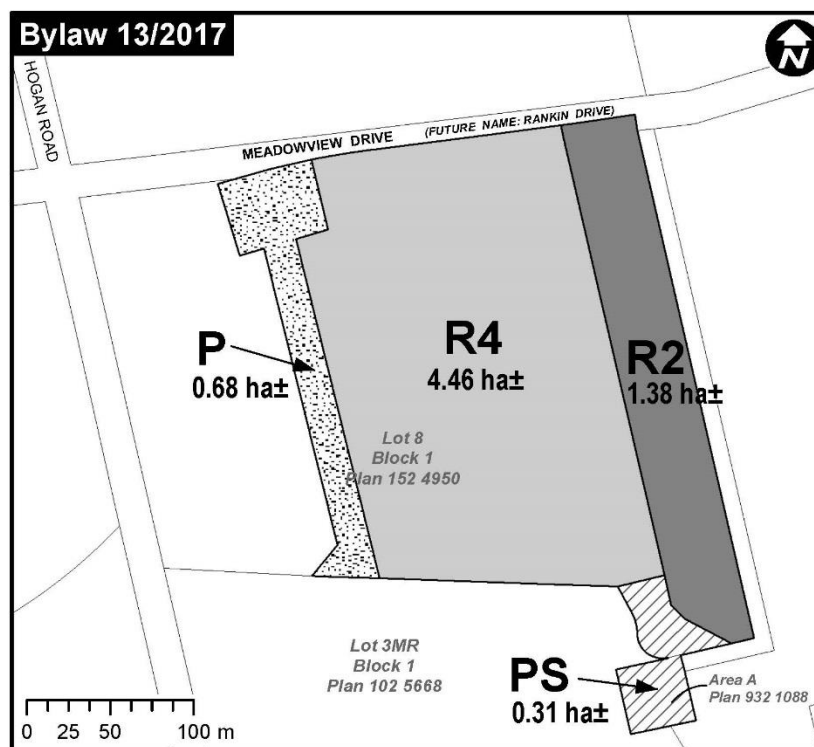 Bylaw 13/2017
N
HOGAN ROAD
MEADOWVIEW DRIVE (FUTURE NAME: RANKIN DRIVE)
P
0.68 ha±
R4
4.46 ha±
R2
1.38 ha±
Lot 8
Block 1
Plan 152 4950
Lot 3MR
Block 1
Plan 102 5668
PS
0.31 ha±
Area A
Plan 932 1088
0 25 50 100 m